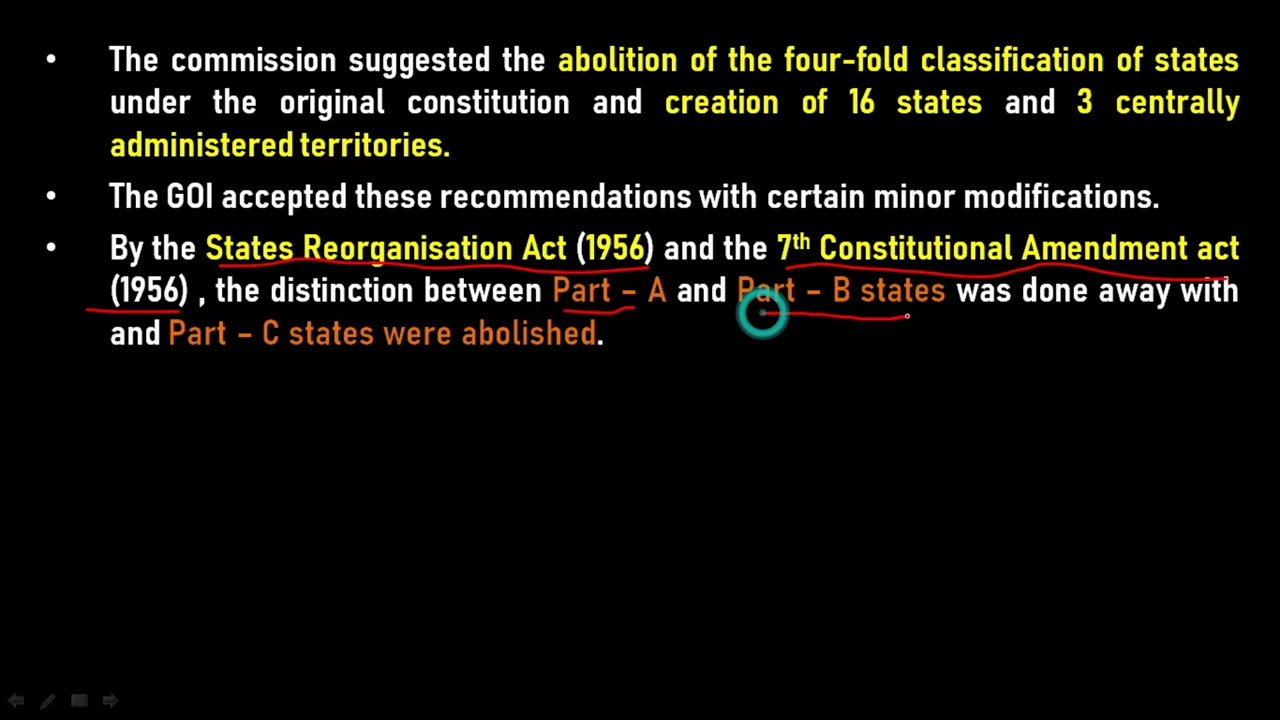 • The commission suggested the abolition of the four-fold classification of states
under the original constitution and creation of 16 states and 3 centrally
administered territories.
• The GOI accepted these recommendations with certain minor modifications.
• By the States Reorganisation Act (1956) and the 7th Constitutional Amendment act
(1956) , the distinction between Part – A and Part – B states was done away with
and Part – C states were abolished.